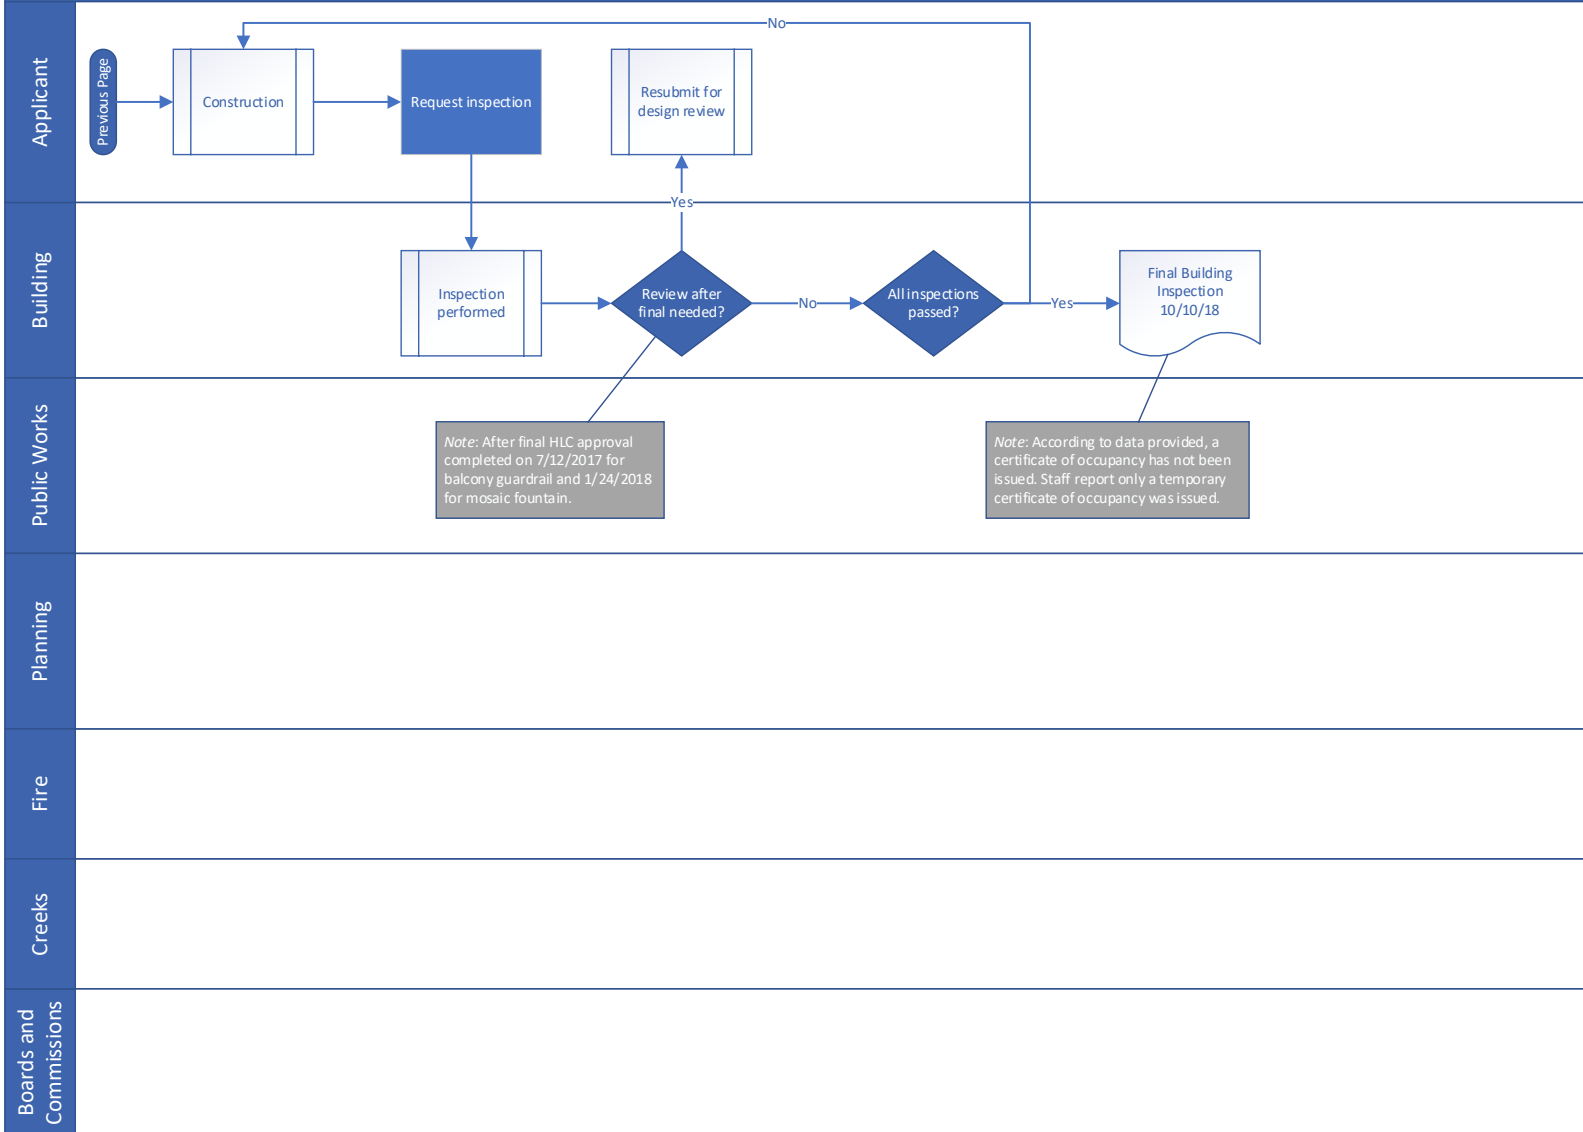 Applicant
Previous Page
Construction
Request inspection
Resubmit for
design review
No
Yes
Building
Inspection
performed
Review after
final needed?
No
All inspections
passed?
Yes
Final Building
Inspection
10/10/18
Public Works
Note: After final HLC approval
completed on 7/12/2017 for
balcony guardrail and 1/24/2018
for mosaic fountain.
Note: According to data provided, a
certificate of occupancy has not been
issued. Staff report only a temporary
certificate of occupancy was issued.
Planning
Fire
Creeks
Boards and
Commissions